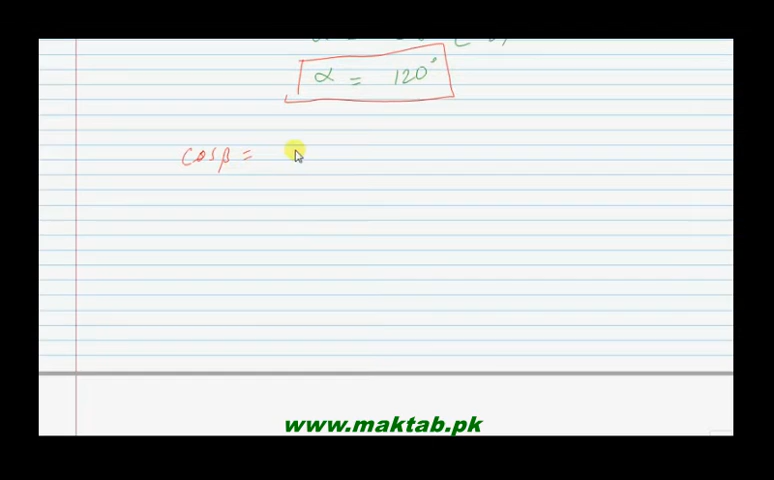 α = 120°
cosβ =
www.maktab.pk